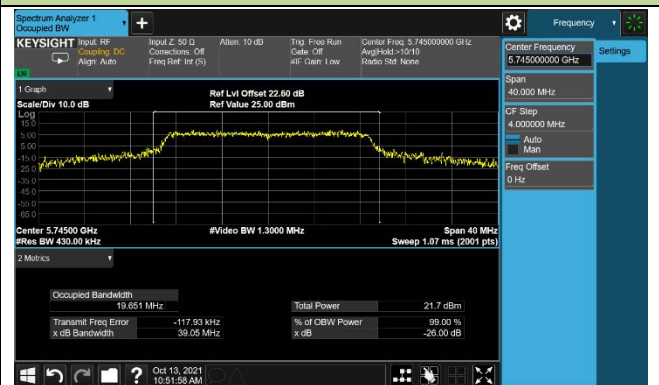 Spectrum Analyzer 1
Occupied BW
+
Frequency
KEYSIGHT
Input: RF
Coupling: DC
Align: Auto
Input Z: 50 Ω
Corrections: Off
Freq Ref: Int (S)
Atten: 10 dB
Trig: Free Run
Gate: Off
#IF Gain: Low
Center Freq: 5.745000000 GHz
Avg|Hold:>10/10
Radio Std: None
Center Frequency
5.745000000 GHz
Settings
Span
40.000 MHz
CF Step
4.000000 MHz
Auto
Man
Freq Offset
0 Hz
1 Graph
Scale/Div 10.0 dB
Ref Lvl Offset 22.60 dB
Ref Value 25.00 dBm
Log
15.0
5.00
-5.00
-15.0
-25.0
-35.0
-45.0
-55.0
-65.0
Center 5.74500 GHz
#Res BW 430.00 kHz
#Video BW 1.3000 MHz
Span 40 MHz
Sweep 1.07 ms (2001 pts)
2 Metrics
Occupied Bandwidth
19.651 MHz
Total Power 21.7 dBm
Transmit Freq Error -117.93 kHz
% of OBW Power 99.00 %
x dB Bandwidth 39.05 MHz
x dB -26.00 dB
?
Oct 13, 2021
10:51:58 AM